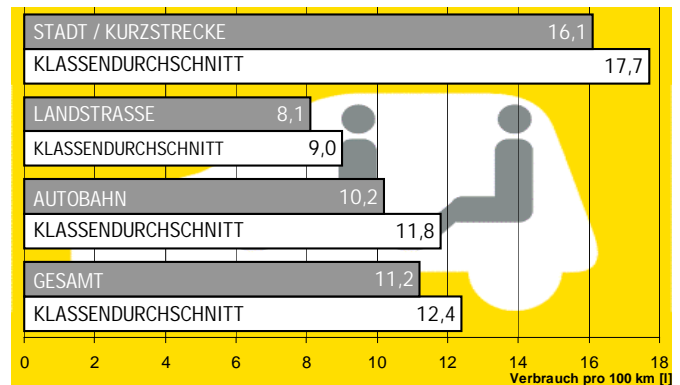 STADT / KURZSTRECKE 16,1
KLASSENDURCHSCHNITT 17,7
LANDSTRASSE 8,1
KLASSENDURCHSCHNITT 9,0
AUTOBAHN 10,2
KLASSENDURCHSCHNITT 11,8
GESAMT 11,2
KLASSENDURCHSCHNITT 12,4
0 2 4 6 8 10 12 14 16 18
Verbrauch pro 100 km [l]